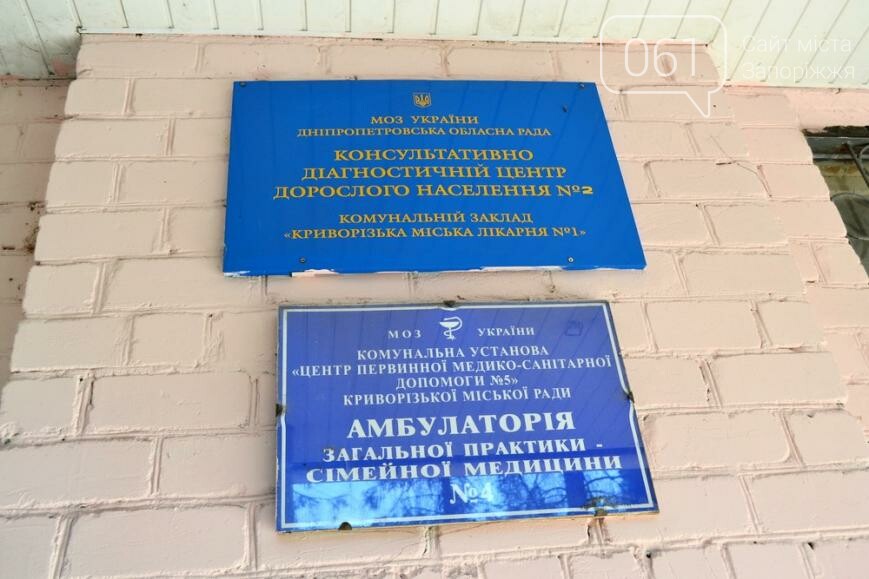 061
Сайт міста
Запоріжжя
МОЗ УКРАЇНИ
ДНІПРОПЕТРОВСЬКА ОБЛАСНА РАДА
КОНСУЛЬТАТИВНО
ДІАГНОСТИЧНІЙ ЦЕНТР
ДОРОСЛОГО НАСЕЛЕННЯ №2
КОМУНАЛЬНІЙ ЗАКЛАД
«КРИВОРІЗЬКА МІСЬКА ЛІКАРНЯ №1»
МОЗ УКРАЇНИ
КОМУНАЛЬНА УСТАНОВА
«ЦЕНТР ПЕРВИННОЇ МЕДИКО-САНІТАРНОЇ
ДОПОМОГИ №5»
КРИВОРІЗЬКОЇ МІСЬКОЇ РАДИ
АМБУЛАТОРІЯ
ЗАГАЛЬНОЇ ПРАКТИКИ -
СІМЕЙНОЇ МЕДИЦИНИ
№4